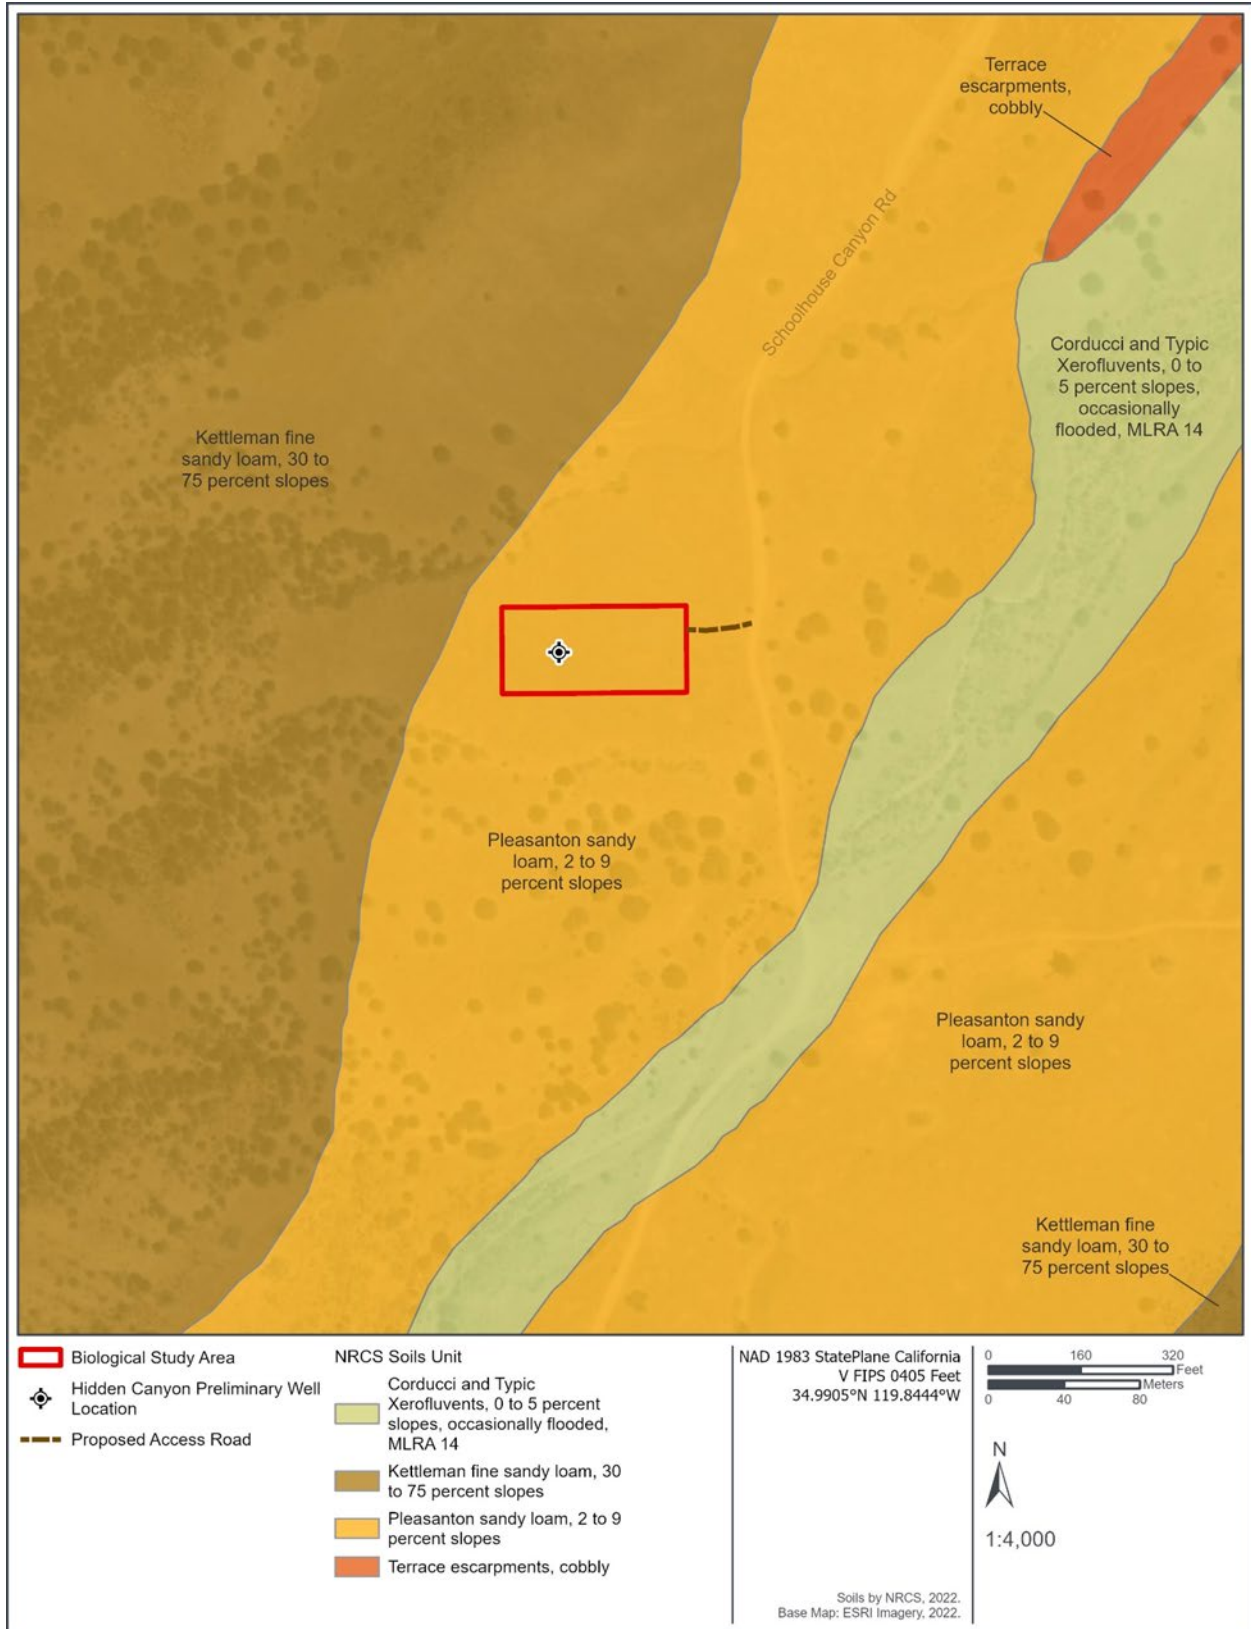 Terrace
escarpments,
cobbly
Schoolhouse Canyon Rd
Corducci and Typic
Xerofluvents, 0 to
5 percent slopes,
occasionally
flooded, MLRA 14
Kettleman fine
sandy loam, 30 to
75 percent slopes
Pleasanton sandy
loam, 2 to 9
percent slopes
Pleasanton sandy
loam, 2 to 9
percent slopes
Kettleman fine
sandy loam, 30 to
75 percent slopes
Biological Study Area
Hidden Canyon Preliminary Well
Location
Proposed Access Road
NRCS Soils Unit
Corducci and Typic
Xerofluvents, 0 to 5 percent
slopes, occasionally flooded,
MLRA 14
Kettleman fine sandy loam, 30
to 75 percent slopes
Pleasanton sandy loam, 2 to 9
percent slopes
Terrace escarpments, cobbly
NAD 1983 StatePlane California
V FIPS 0405 Feet
34.9905°N 119.8444°W
Soils by NRCS, 2022.
Base Map: ESRI Imagery, 2022.
0 160 320
Feet
Meters
0 40 80
N
1:4,000